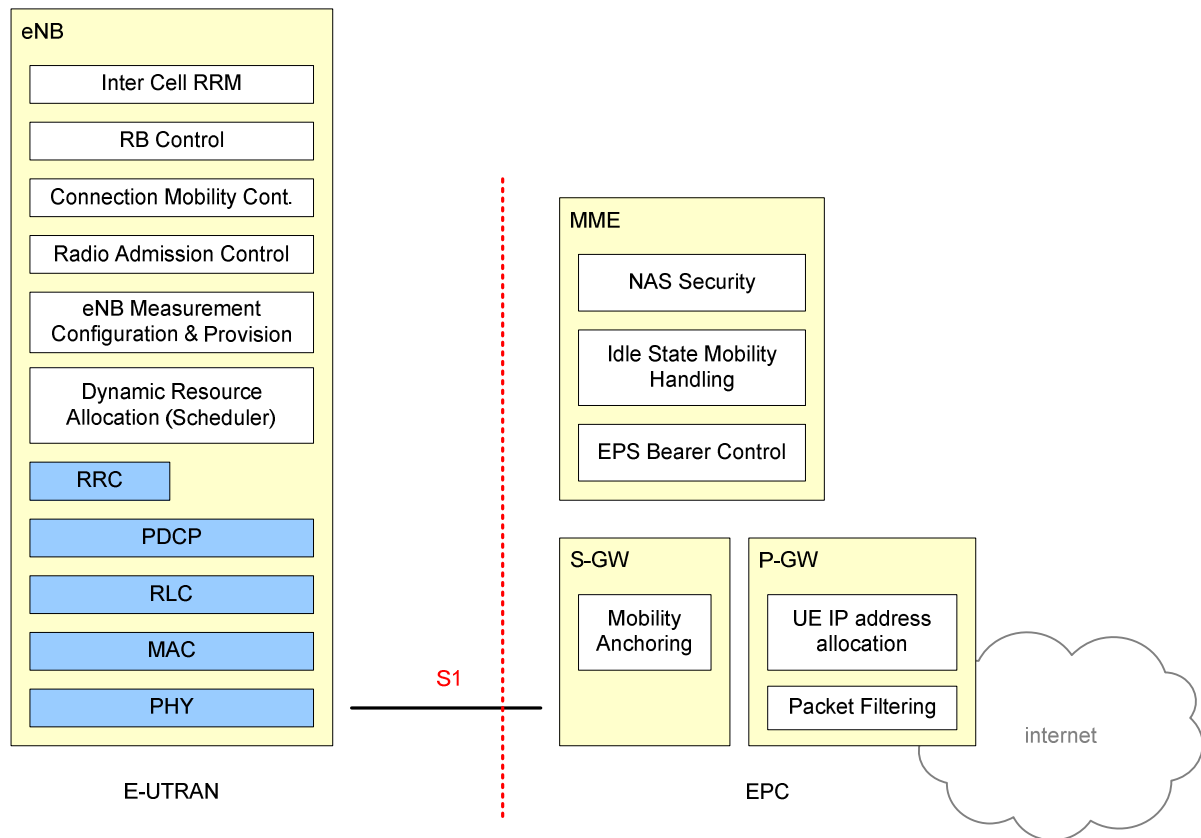 eNB
Inter Cell RRM
RB Control
Connection Mobility Cont.
Radio Admission Control
eNB Measurement
Configuration & Provision
Dynamic Resource
Allocation (Scheduler)
RRC
PDCP
RLC
MAC
PHY
S1
MME
NAS Security
Idle State Mobility
Handling
EPS Bearer Control
S-GW
Mobility
Anchoring
P-GW
UE IP address
allocation
Packet Filtering
internet
E-UTRAN
EPC